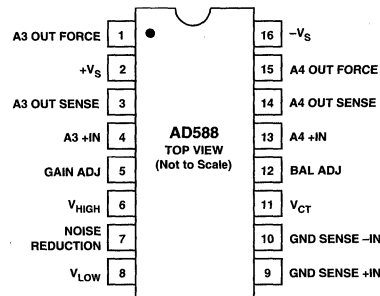 A3 OUT FORCE 1
+VS 2
A3 OUT SENSE 3
A3 +IN 4
GAIN ADJ 5
VHIGH 6
NOISE
REDUCTION 7
VLOW 8
AD588
TOP VIEW
(Not to Scale)
16 –VS
15 A4 OUT FORCE
14 A4 OUT SENSE
13 A4 +IN
12 BAL ADJ
11 VCT
10 GND SENSE –IN
9 GND SENSE +IN